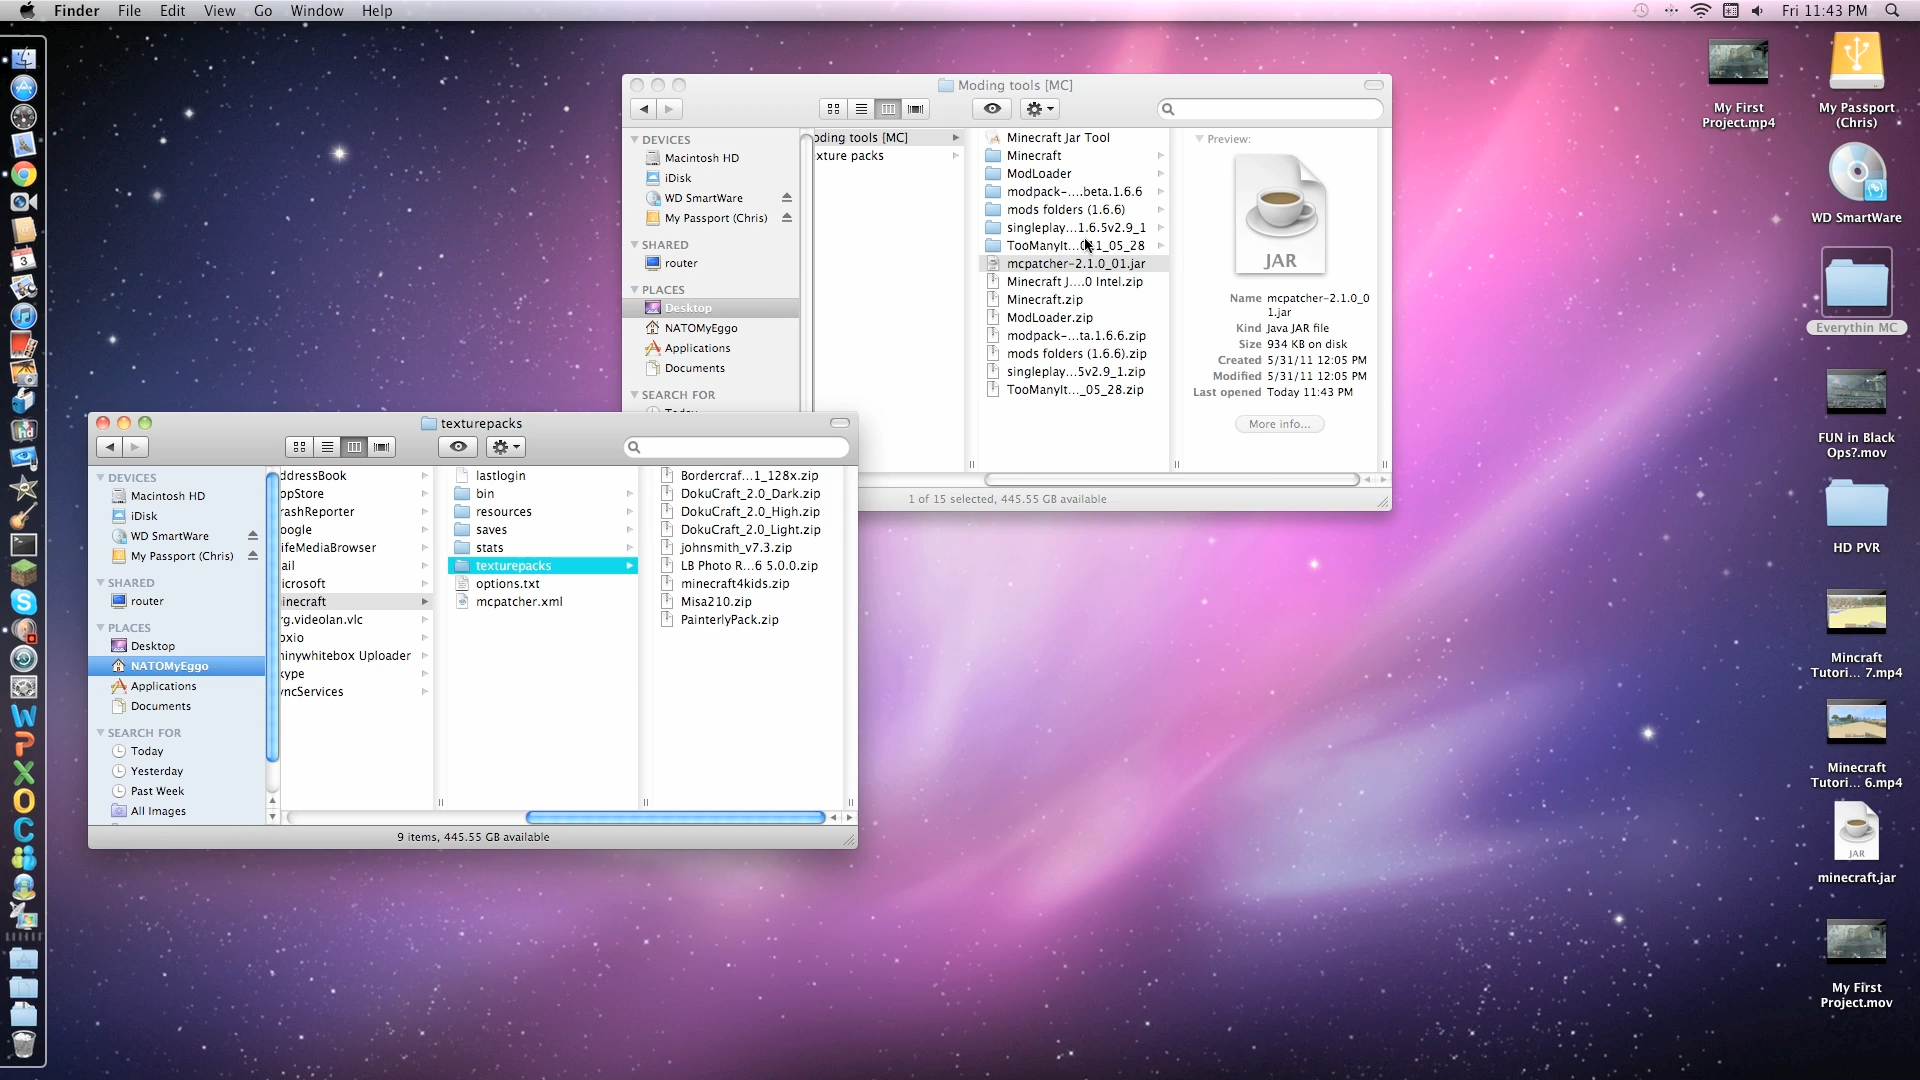 Finder File Edit View Go Window Help
Fri 11:43 PM
Moding tools [MC]
DEVICES
Macintosh HD
iDisk
WD SmartWare
My Passport (Chris)
SHARED
router
PLACES
Desktop
NATOMyEggo
Applications
Documents
SEARCH FOR
oding tools [MC]
xture packs
Minecraft Jar Tool
Minecraft
ModLoader
modpack-....beta.1.6.6
mods folders (1.6.6)
singleplay...1.6.5v2.9_1
mcpatcher-2.1.0_01.jar
Minecraft J....0 Intel.zip
Minecraft.zip
ModLoader.zip
modpack-...ta.1.6.6.zip
mods folders (1.6.6).zip
singleplay...5v2.9_1.zip
TooManyIt..._05_28.zip
Preview:
JAR
Name mcpatcher-2.1.0_0
1.jar
Kind Java JAR file
Size 934 KB on disk
Created 5/31/11 12:05 PM
Modified 5/31/11 12:05 PM
Last opened Today 11:43 PM
More info...
1 of 15 selected, 445.55 GB available
texturepacks
DEVICES
Macintosh HD
iDisk
WD SmartWare
My Passport (Chris)
SHARED
router
PLACES
Desktop
NATOMyEggo
Applications
Documents
SEARCH FOR
Today
Yesterday
Past Week
All Images
ddressBook
ppStore
rashReporter
oogle
ifeMediaBrowser
ail
icrosoft
inecraft
rg.videolan.vlc
oxio
hinywhitebox Uploader
kype
yncServices
lastlogin
bin
resources
saves
stats
texturepacks
options.txt
mcpatcher.xml
Bordercraf...1_128x.zip
DokuCraft_2.0_Dark.zip
DokuCraft_2.0_High.zip
DokuCraft_2.0_Light.zip
johnsmith_v7.3.zip
LB Photo R...6 5.0.0.zip
minecraft4kids.zip
Misa210.zip
PainterlyPack.zip
9 items, 445.55 GB available
My First
Project.mp4
My Passport
(Chris)
WD SmartWare
Everythin MC
FUN in Black
Ops?.mov
HD PVR
Mincraft
Tutori... 7.mp4
Minecraft
Tutori... 6.mp4
JAR
minecraft.jar
My First
Project.mov